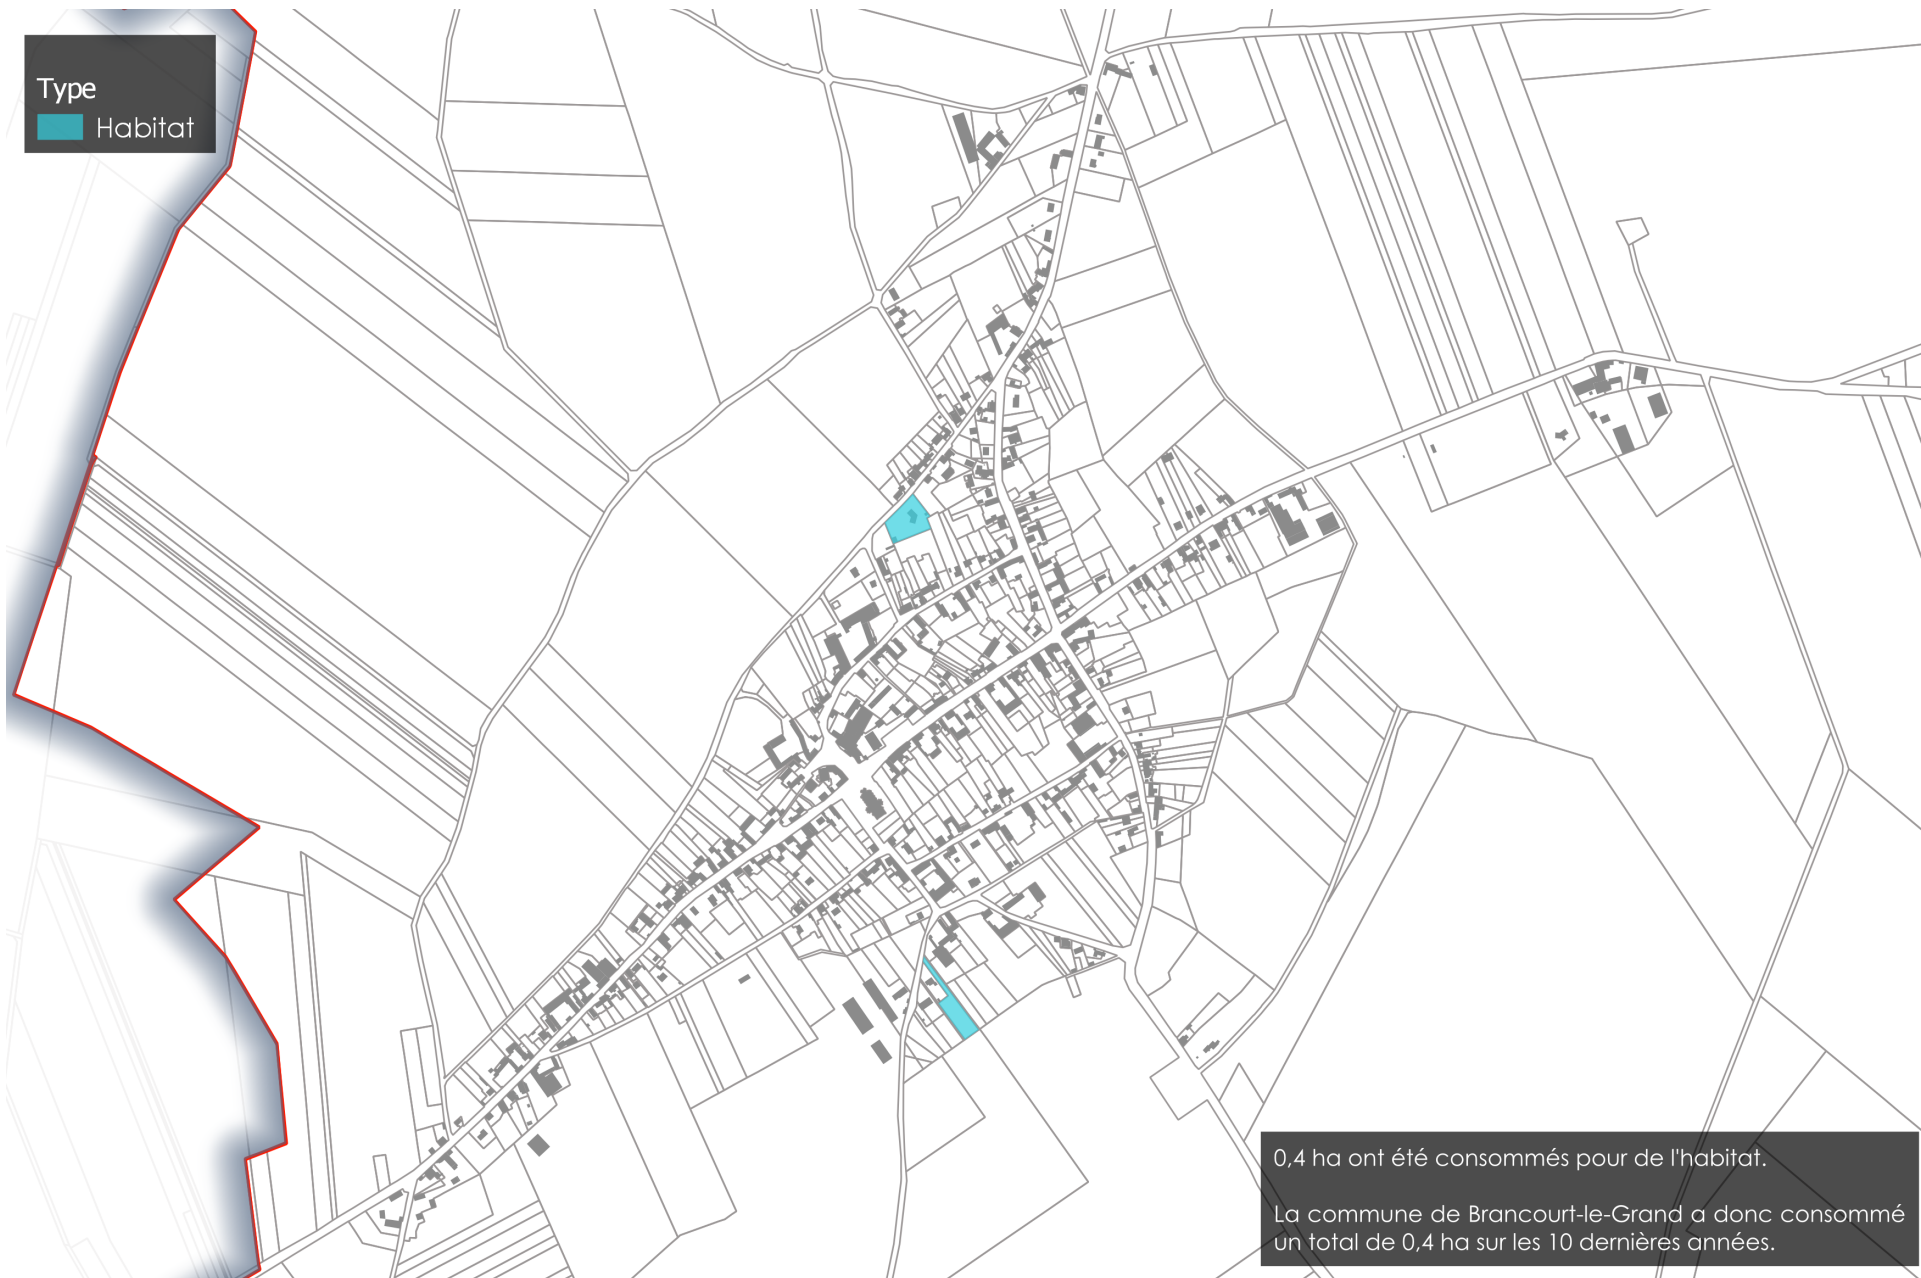 Type
Habitat
0,4 ha ont été consommés pour de l'habitat.
La commune de Brancourt-le-Grand a donc consommé
un total de 0,4 ha sur les 10 dernières années.